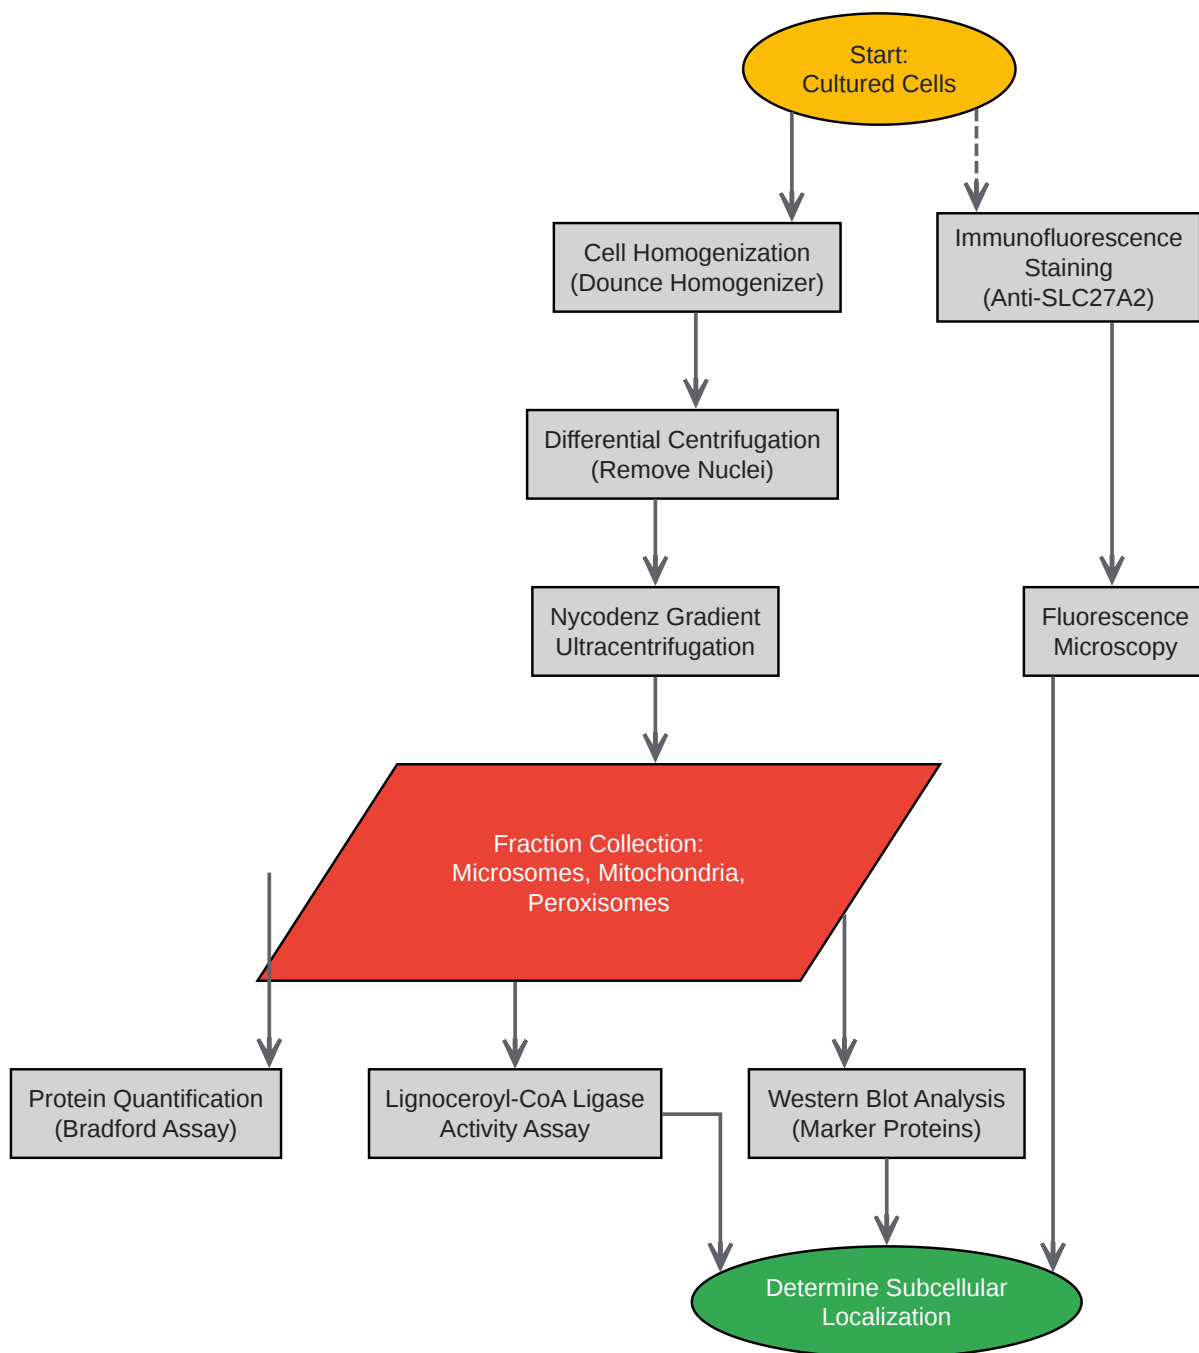 Start:
Cultured Cells
Cell Homogenization
(Dounce Homogenizer)
Immunofluorescence
Staining
(Anti-SLC27A2)
Differential Centrifugation
(Remove Nuclei)
Nycodenz Gradient
Ultracentrifugation
Fluorescence
Microscopy
Fraction Collection:
Microsomes, Mitochondria,
Peroxisomes
Protein Quantification
(Bradford Assay)
Lignoceroyl-CoA Ligase
Activity Assay
Western Blot Analysis
(Marker Proteins)
Determine Subcellular
Localization